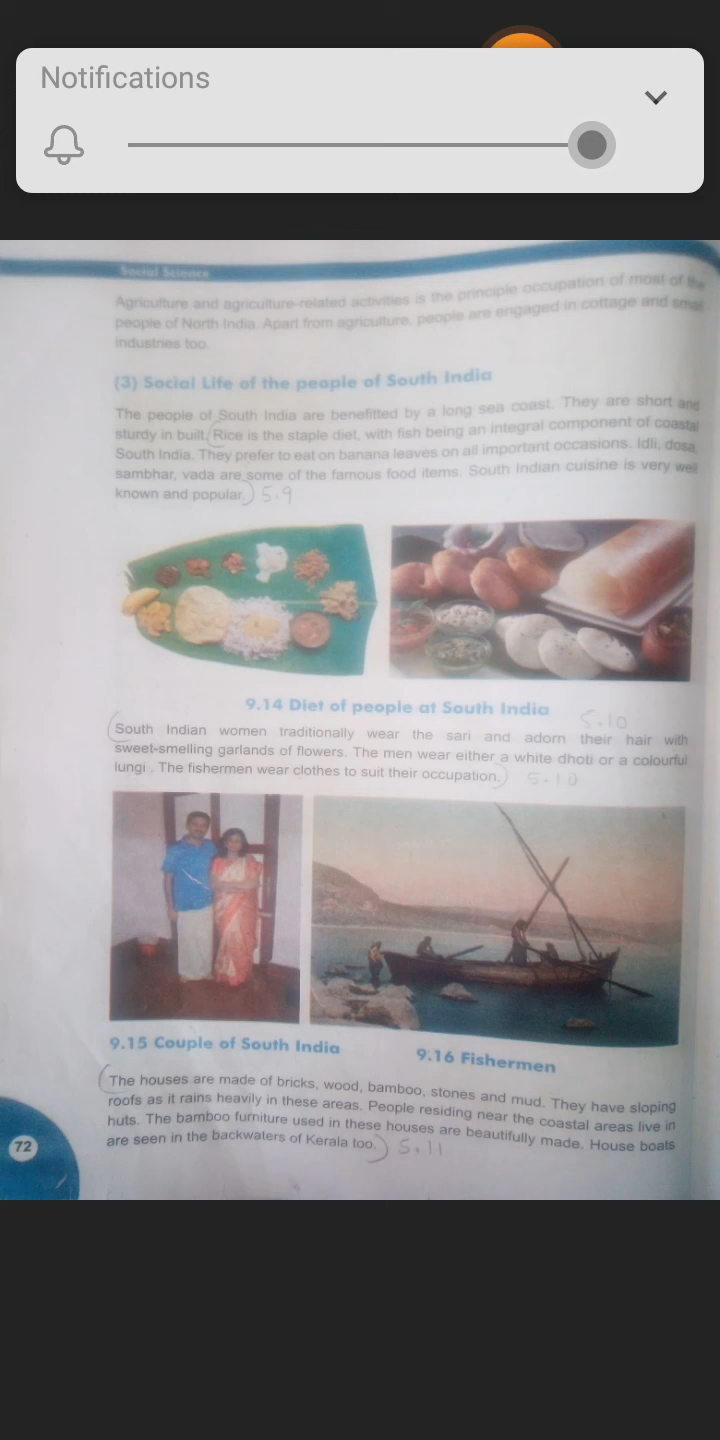 Notifications
Social Science
Agriculture and agriculture-related activities is the principle occupation of most of the
people of North India. Apart from agriculture, people are engaged in cottage and small
industries too.
(3) Social Life of the people of South India
The people of South India are benefitted by a long sea coast. They are short and
sturdy in built. (Rice is the staple diet, with fish being an integral component of coastal
South India. They prefer to eat on banana leaves on all important occasions. Idli, dosa,
sambhar, vada are some of the famous food items. South Indian cuisine is very well
known and popular.) 5.9
9.14 Diet of people at South India
5.10
(South Indian women traditionally wear the sari and adorn their hair with
sweet-smelling garlands of flowers. The men wear either a white dhoti or a colourful
lungi . The fishermen wear clothes to suit their occupation.) 5.10
9.15 Couple of South India
9.16 Fishermen
(The houses are made of bricks, wood, bamboo, stones and mud. They have sloping
roofs as it rains heavily in these areas. People residing near the coastal areas live in
huts. The bamboo furniture used in these houses are beautifully made. House boats
are seen in the backwaters of Kerala too.) 5.11
72